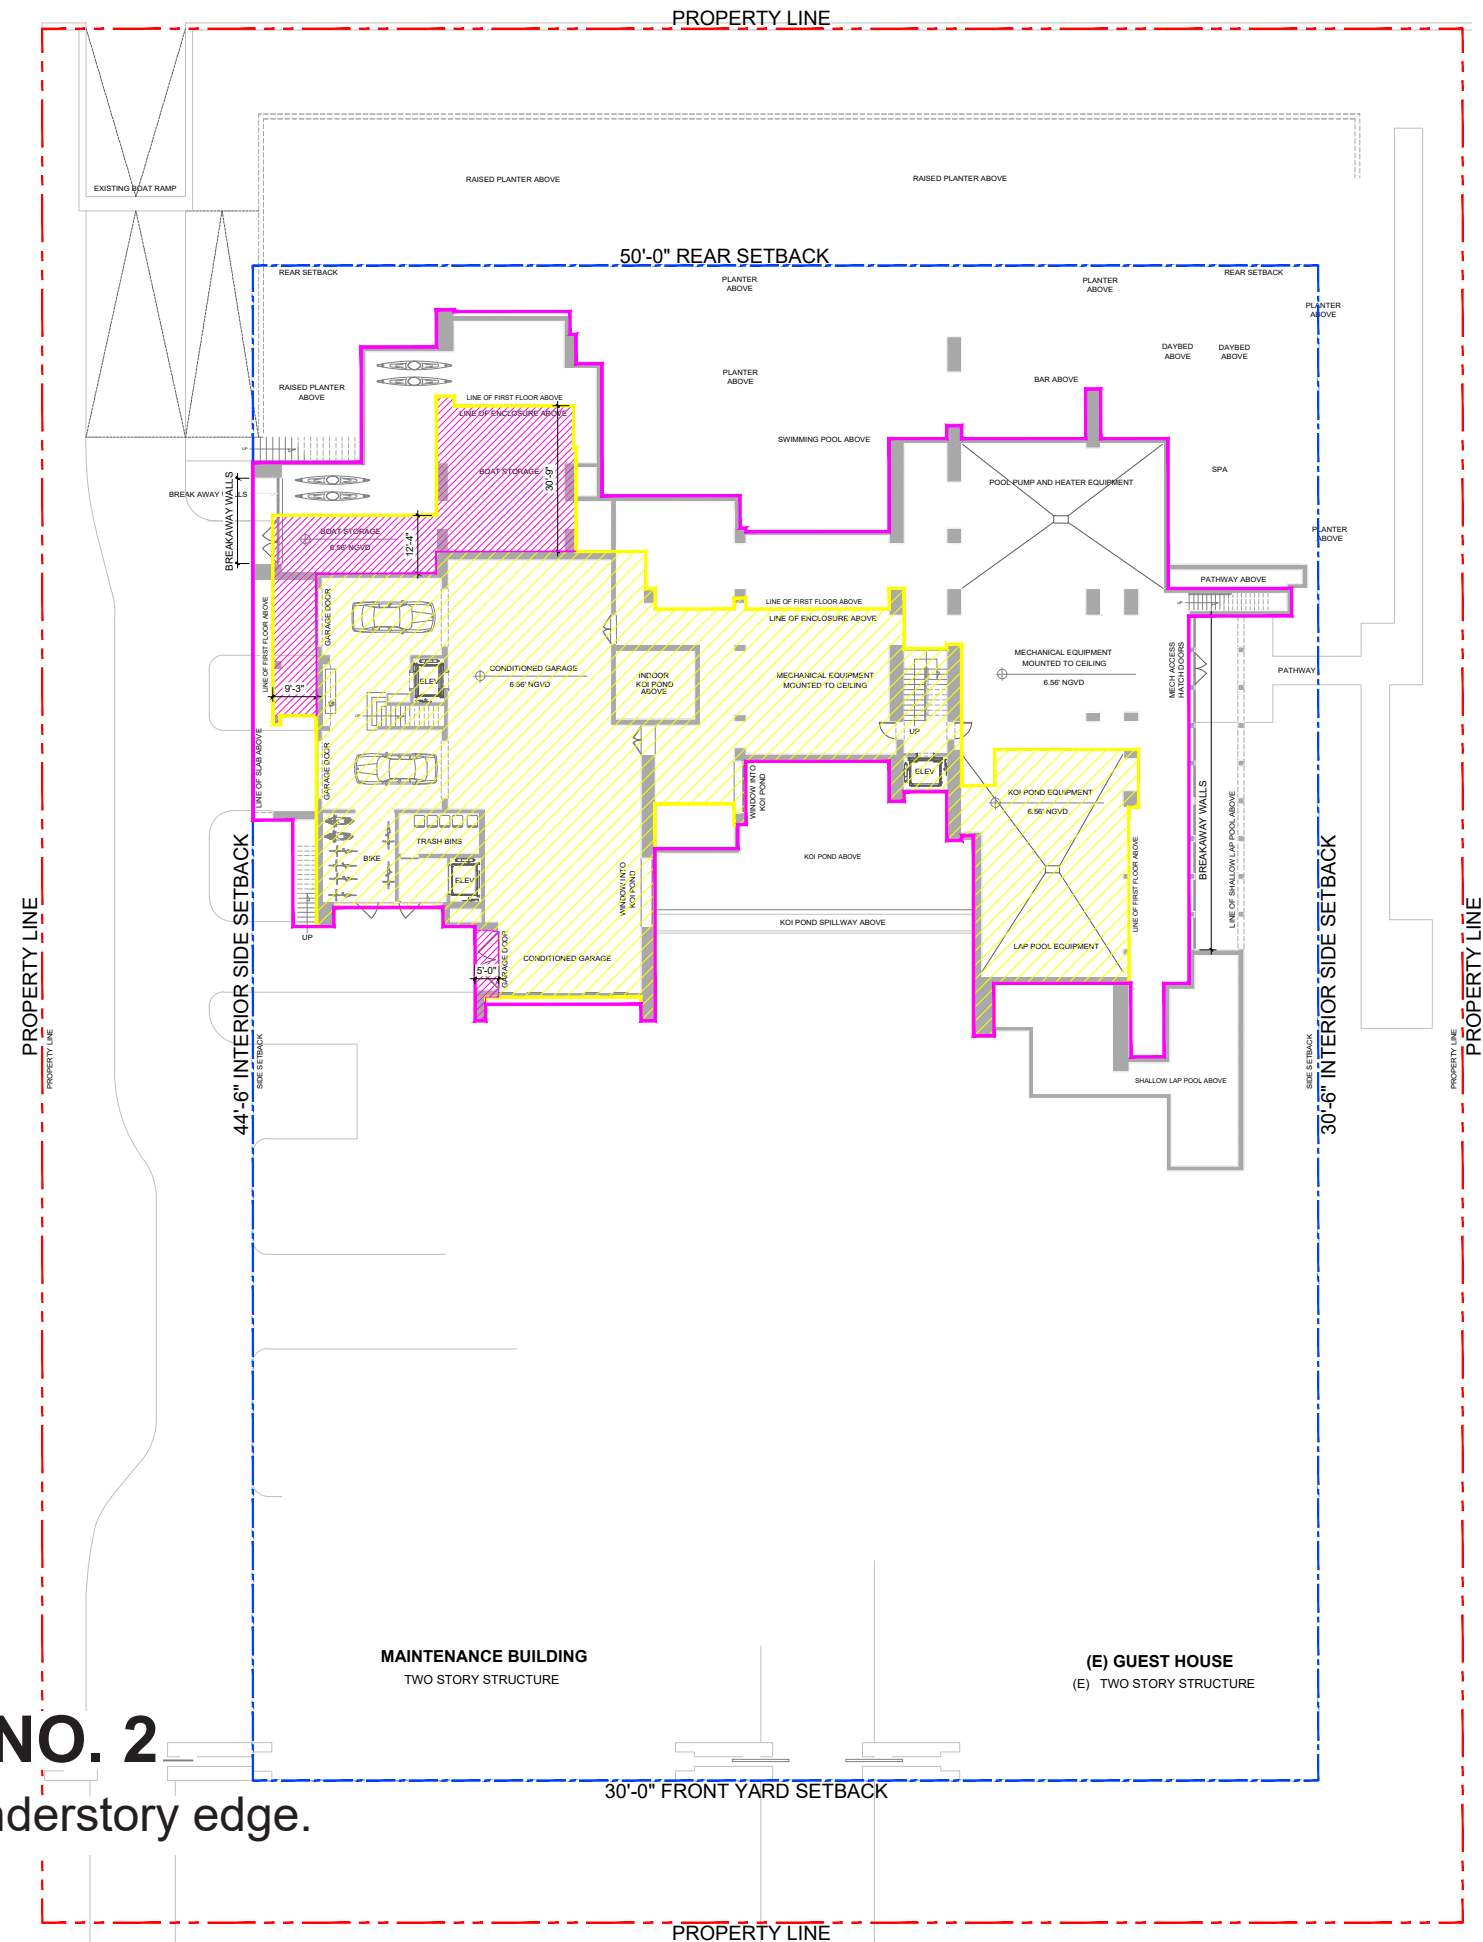 PROPERTY LINE
EXISTING BOAT RAMP
RAISED PLANTER ABOVE
RAISED PLANTER ABOVE
50'-0" REAR SETBACK
REAR SETBACK
REAR SETBACK
PLANTER
ABOVE
PLANTER
ABOVE
PLANTER
ABOVE
DAYBED
ABOVE
DAYBED
ABOVE
RAISED PLANTER
ABOVE
PLANTER
ABOVE
BAR ABOVE
LINE OF FIRST FLOOR ABOVE
LINE OF ENCLOSURE ABOVE
SWIMMING POOL ABOVE
SPA
BOAT STORAGE
30'-9"
POOL PUMP AND HEATER EQUIPMENT
UP
BREAKAWAY WALLS
BREAK AWAY WALLS
BOAT STORAGE
6.56' NGVD
12'-4"
PLANTER
ABOVE
PATHWAY ABOVE
UP
UP
LINE OF FIRST FLOOR ABOVE
LINE OF ENCLOSURE ABOVE
GARAGE DOOR
LINE OF FIRST FLOOR ABOVE
ELEV
CONDITIONED GARAGE
6.56' NGVD
INDOOR
KOI POND
ABOVE
MECHANICAL EQUIPMENT
MOUNTED TO CEILING
MECHANICAL EQUIPMENT
MOUNTED TO CEILING
6.56' NGVD
MECH ACCESS
HATCH DOORS
PATHWAY
9'-3"
UP
UP
LINE OF SLAB ABOVE
GARAGE DOOR
WINDOW INTO
KOI POND
ELEV
KOI POND EQUIPMENT
6.56' NGVD
BREAKAWAY WALLS
LINE OF SHALLOW LAP POOL ABOVE
LINE OF FIRST FLOOR ABOVE
BIKE
TRASH BINS
ELEV
WINDOW INTO
KOI POND
KOI POND ABOVE
KOI POND SPILLWAY ABOVE
UP
GARAGE DOOR
5'-0"
CONDITIONED GARAGE
LAP POOL EQUIPMENT
SHALLOW LAP POOL ABOVE
PROPERTY LINE
PROPERTY LINE
44'-6" INTERIOR SIDE SETBACK
SIDE SETBACK
SIDE SETBACK
30'-6" INTERIOR SIDE SETBACK
PROPERTY LINE
PROPERTY LINE
MAINTENANCE BUILDING
TWO STORY STRUCTURE
(E) GUEST HOUSE
(E) TWO STORY STRUCTURE
NO. 2
nderstory edge.
30'-0" FRONT YARD SETBACK
PROPERTY LINE